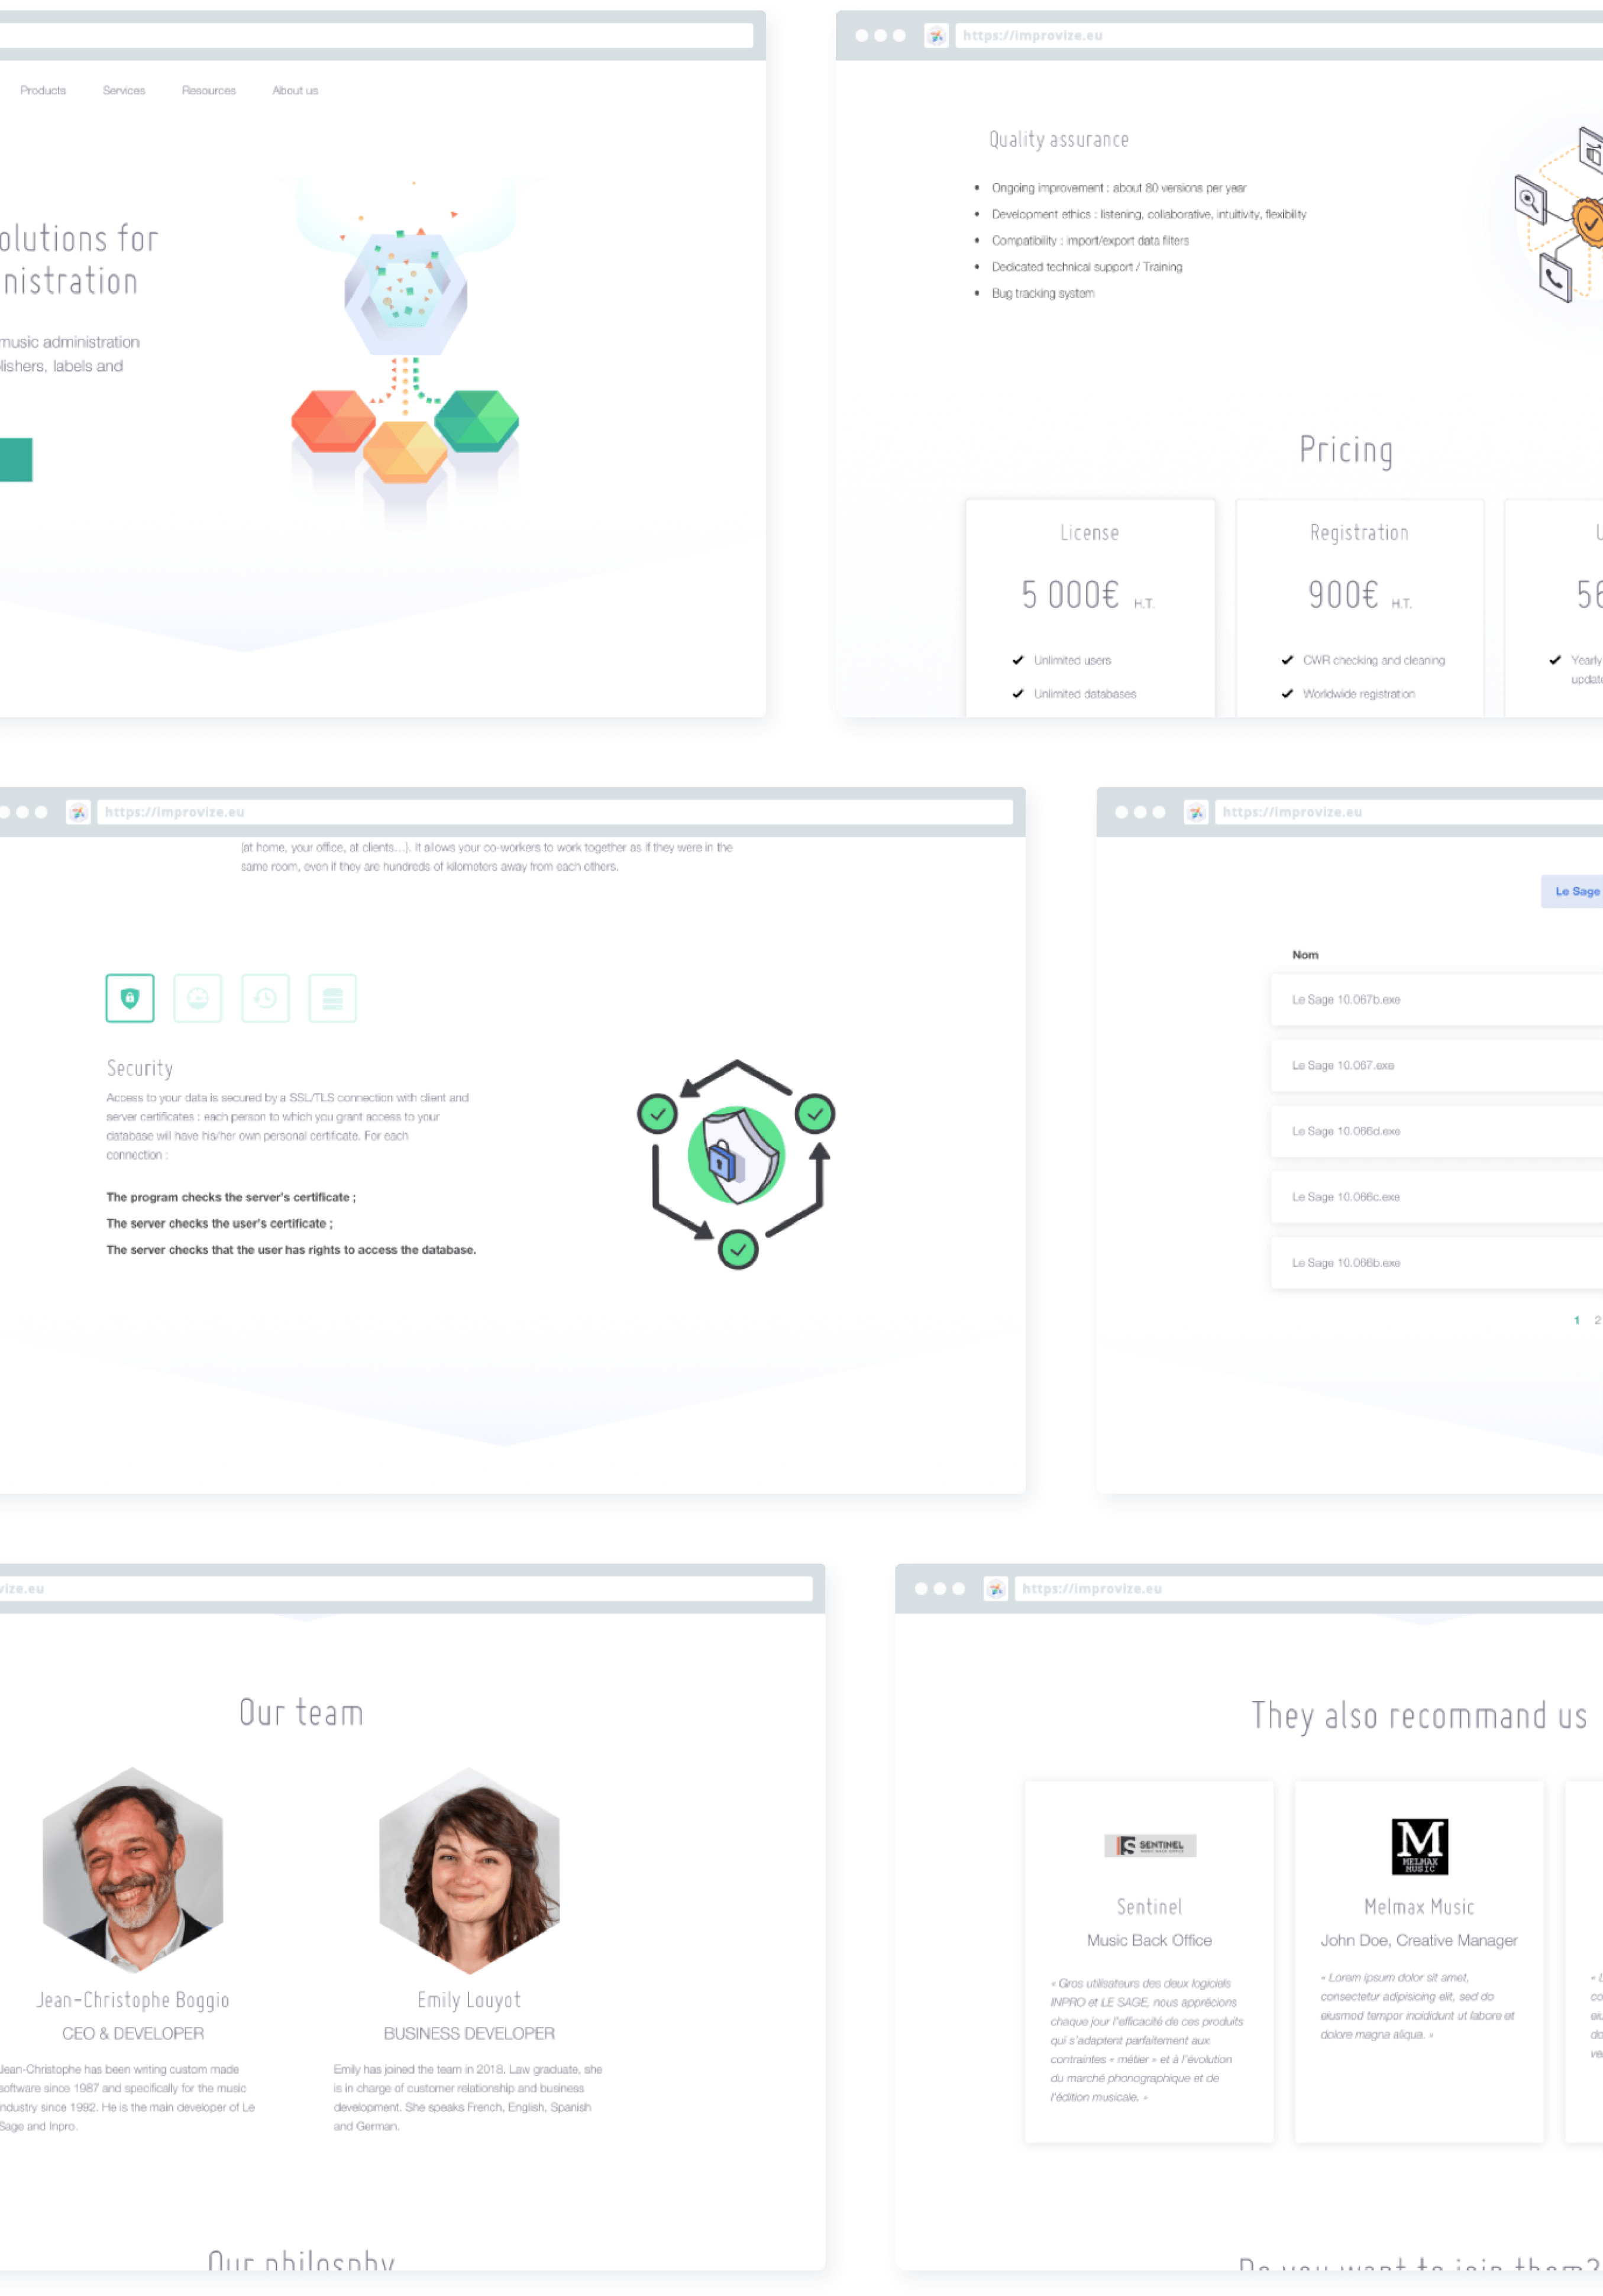 Products Services Resources About us
olutions for
nistration
music administration
lishers, labels and
https://improvize.eu
Quality assurance
Ongoing improvement : about 80 versions per year
Development ethics : listening, collaborative, intuitivity, flexibility
Compatibility : import/export data filters
Dedicated technical support / Training
Bug tracking system
Pricing
License
5 000€ H.T.
Unlimited users
Unlimited databases
Registration
900€ H.T.
CWR checking and cleaning
Worldwide registration
56
Yearly
update
https://improvize.eu
(at home, your office, at clients...). It allows your co-workers to work together as if they were in the
same room, even if they are hundreds of kilometers away from each others.
Security
Access to your data is secured by a SSL/TLS connection with client and
server certificates : each person to which you grant access to your
database will have his/her own personal certificate. For each
connection :
The program checks the server's certificate ;
The server checks the user's certificate ;
The server checks that the user has rights to access the database.
https://improvize.eu
Le Sage
Nom
Le Sage 10.067b.exe
Le Sage 10.067.exe
Le Sage 10.066d.exe
Le Sage 10.066c.exe
Le Sage 10.066b.exe
1 2
vize.eu
Our team
Jean-Christophe Boggio
CEO & DEVELOPER
Jean-Christophe has been writing custom made
software since 1987 and specifically for the music
industry since 1992. He is the main developer of Le
Sage and Inpro.
Emily Louyot
BUSINESS DEVELOPER
Emily has joined the team in 2018. Law graduate, she
is in charge of customer relationship and business
development. She speaks French, English, Spanish
and German.
Our philosphy
https://improvize.eu
They also recommand us
SENTINEL
MUSIC BACK OFFICE
Sentinel
Music Back Office
« Gros utilisateurs des deux logiciels
INPRO et LE SAGE, nous apprécions
chaque jour l'efficacité de ces produits
qui s'adaptent parfaitement aux
contraintes « métier » et à l'évolution
du marché phonographique et de
l'édition musicale. »
M
MELMAX
MUSIC
Melmax Music
John Doe, Creative Manager
« Lorem ipsum dolor sit amet,
consectetur adipisicing elit, sed do
eiusmod tempor incididunt ut labore et
dolore magna aliqua. »
Do you want to join them?